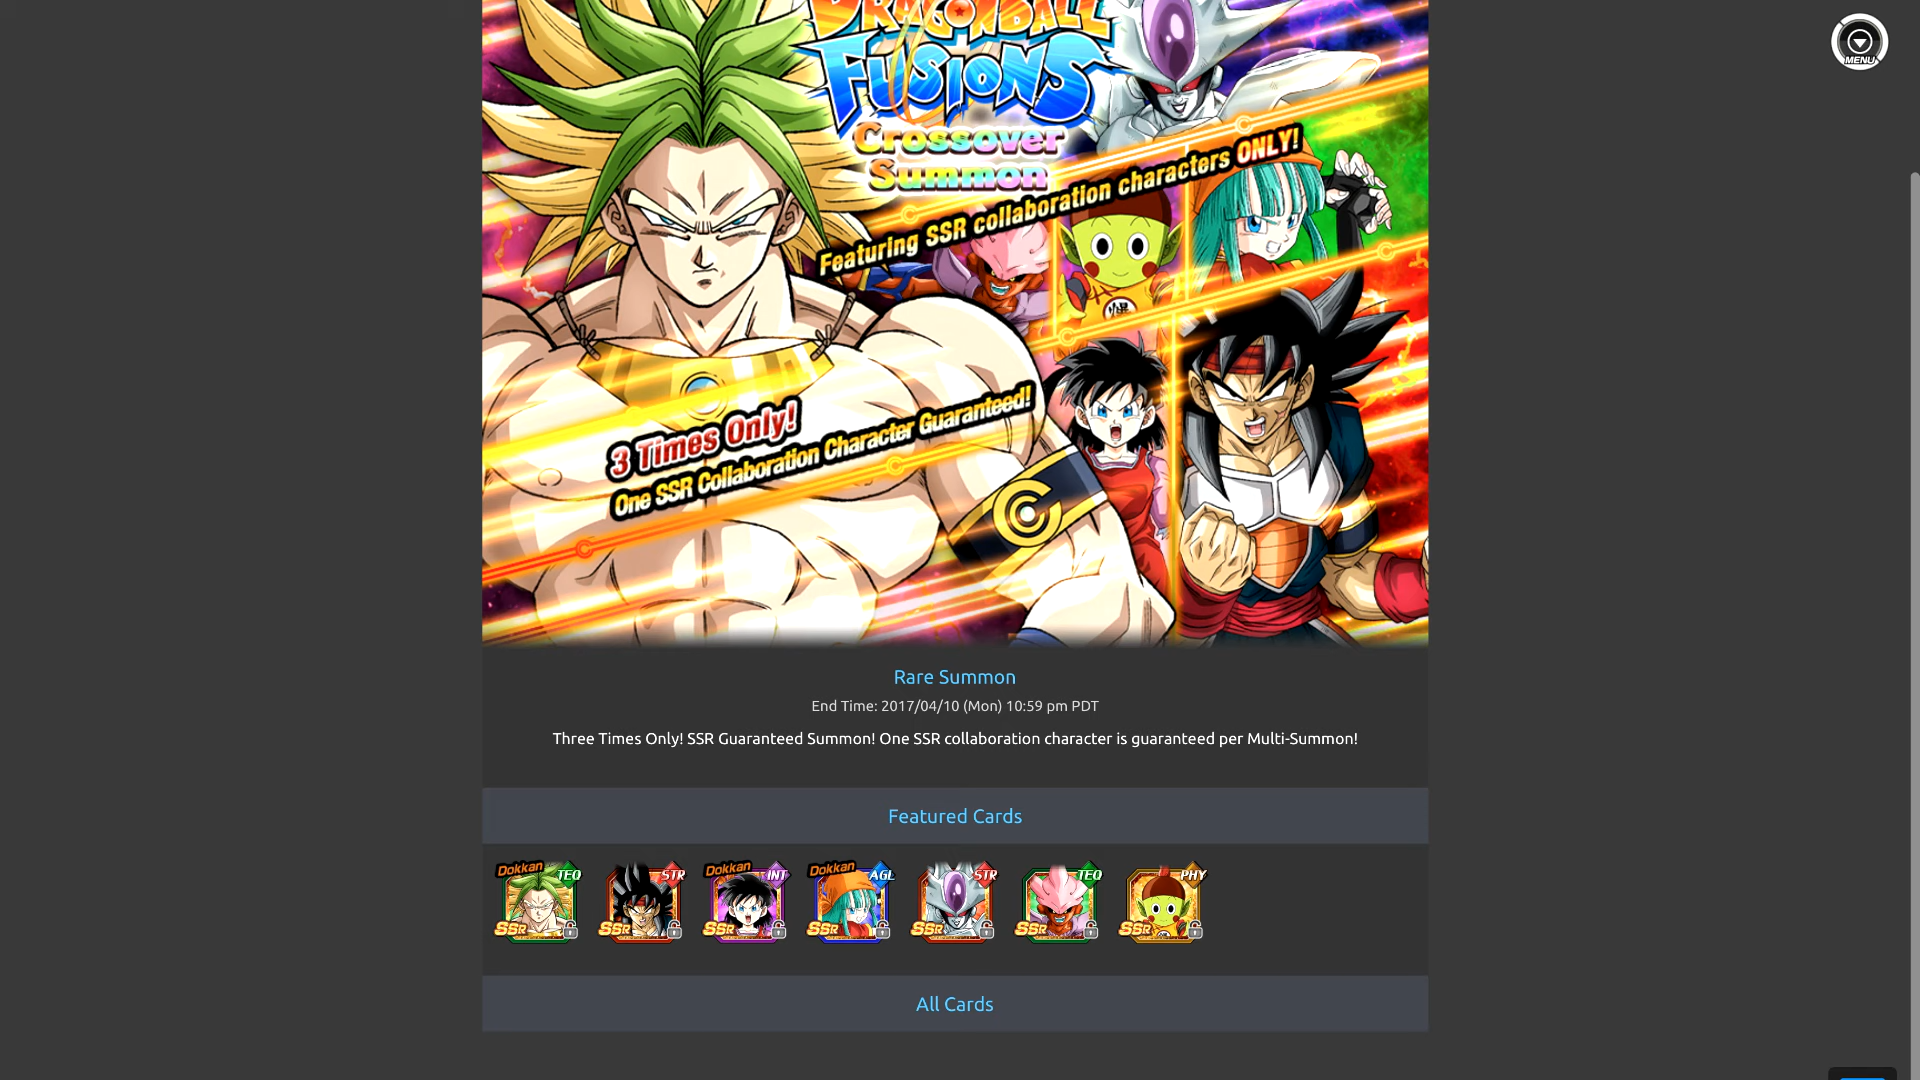 DRAGONBALL
FUSIONS
Crossover
Summon
MENU
Featuring SSR collaboration characters ONLY!
3 Times Only!
One SSR Collaboration Character Guaranteed!
Rare Summon
End Time: 2017/04/10 (Mon) 10:59 pm PDT
Three Times Only! SSR Guaranteed Summon! One SSR collaboration character is guaranteed per Multi-Summon!
Featured Cards
Dokkan TEQ STR Dokkan INT Dokkan AGL STR TEQ PHY
SSR SSR SSR SSR SSR SSR SSR
All Cards